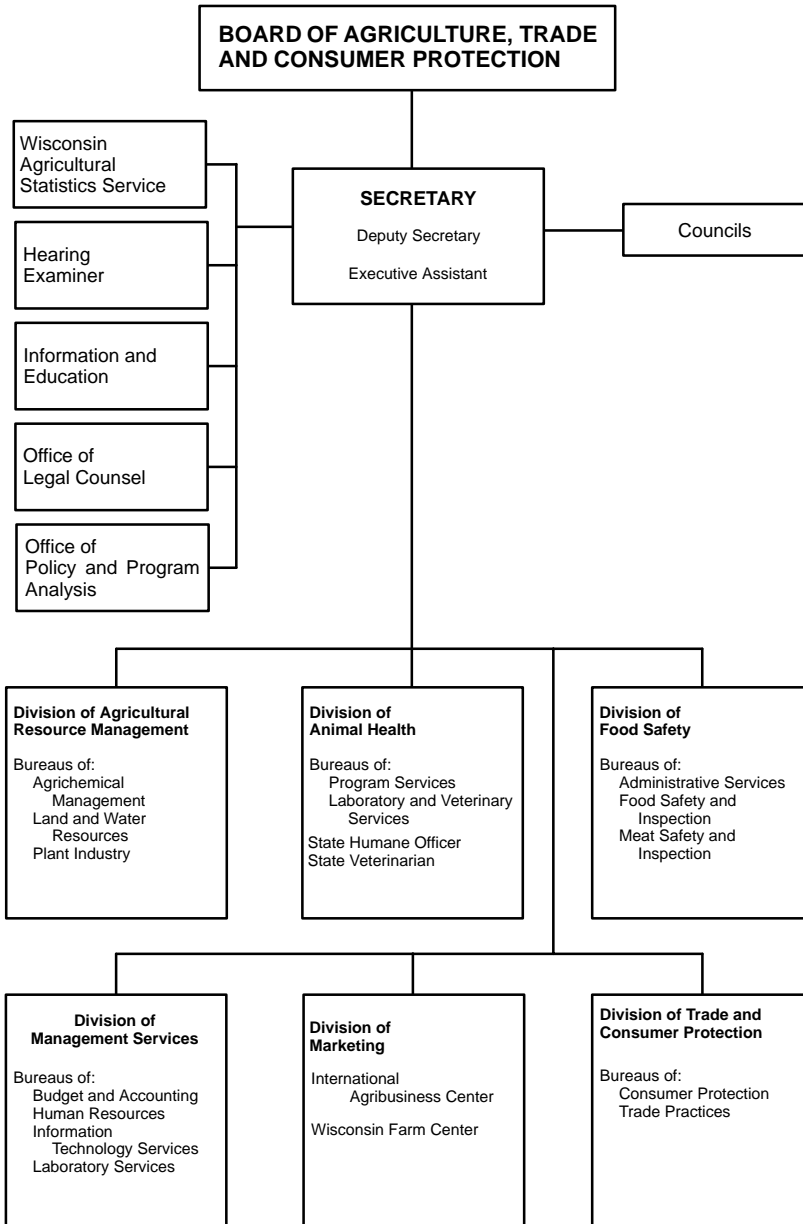 BOARD OF AGRICULTURE, TRADE
AND CONSUMER PROTECTION
Wisconsin
Agricultural
Statistics Service
SECRETARY
Deputy Secretary
Executive Assistant
Councils
Hearing
Examiner
Information and
Education
Office of
Legal Counsel
Office of
Policy and Program
Analysis
Division of Agricultural
Resource Management
Bureaus of:
Agrichemical
Management
Land and Water
Resources
Plant Industry
Division of
Animal Health
Bureaus of:
Program Services
Laboratory and Veterinary
Services
State Humane Officer
State Veterinarian
Division of
Food Safety
Bureaus of:
Administrative Services
Food Safety and
Inspection
Meat Safety and
Inspection
Division of
Management Services
Bureaus of:
Budget and Accounting
Human Resources
Information
Technology Services
Laboratory Services
Division of
Marketing
International
Agribusiness Center
Wisconsin Farm Center
Division of Trade and
Consumer Protection
Bureaus of:
Consumer Protection
Trade Practices